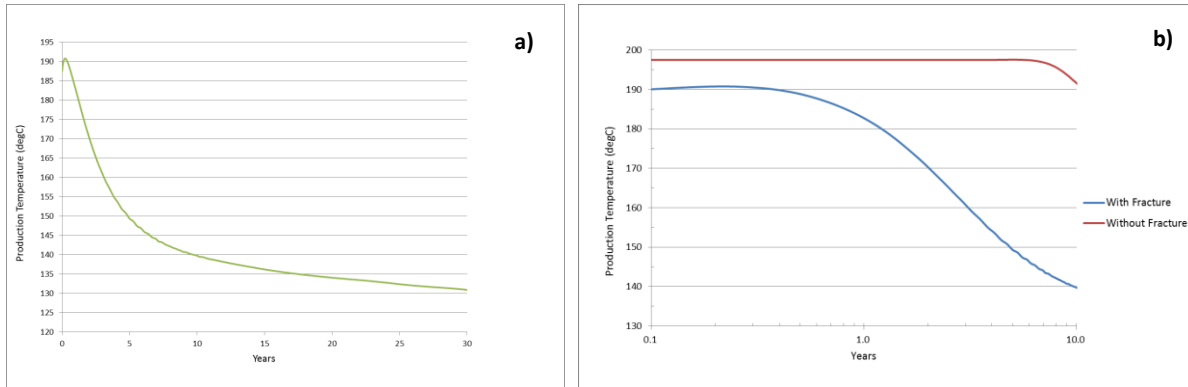 a)
195
190
185
180
175
170
165
160
155
150
145
140
135
130
125
120
Production Temperature (degC)
0 5 10 15 20 25 30
Years
b)
200
190
180
170
160
150
140
130
Production Temperature (degC)
0.1 1.0 10.0
Years
With Fracture
Without Fracture